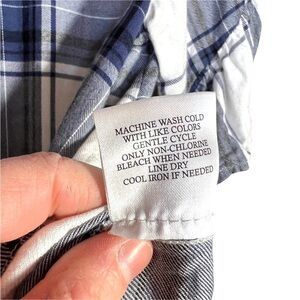 MACHINE WASH COLD
WITH LIKE COLORS
GENTLE CYCLE
ONLY NON-CHLORINE
BLEACH WHEN NEEDED
LINE DRY
COOL IRON IF NEEDED